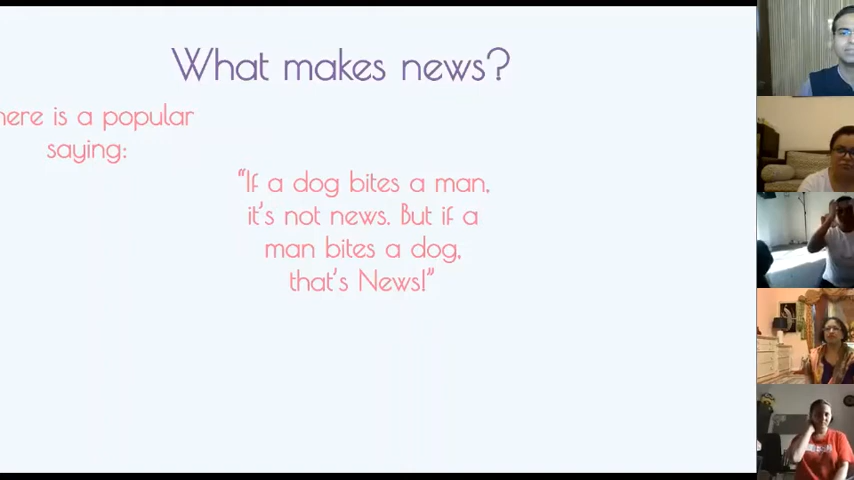 What makes news?
here is a popular
saying:
"If a dog bites a man,
it's not news. But if a
man bites a dog,
that's News!"